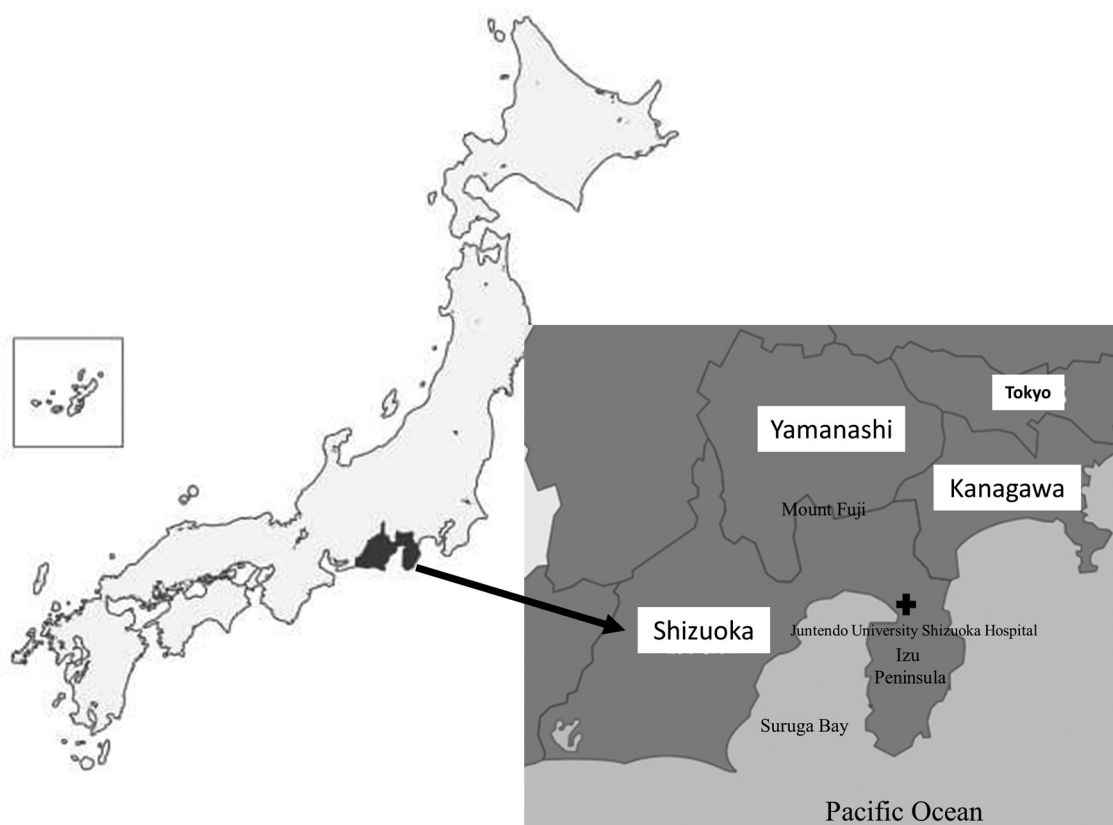 Tokyo
Yamanashi
Kanagawa
Mount Fuji
Shizuoka
Juntendo University Shizuoka Hospital
Izu
Peninsula
Suruga Bay
Pacific Ocean